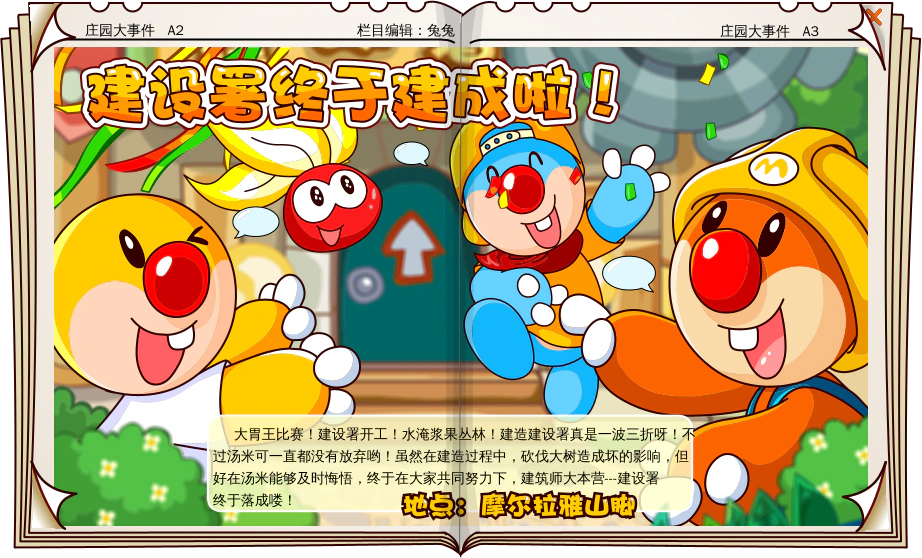 庄园大事件 A2
栏目编辑：兔兔
庄园大事件 A3
建设署终于建成啦！
M
大胃王比赛！建设署开工！水淹浆果丛林！建造建设署真是一波三折呀！不
过汤米可一直都没有放弃哟！虽然在建造过程中，砍伐大树造成坏的影响，但
好在汤米能够及时悔悟，终于在大家共同努力下，建筑师大本营---建设署
终于落成喽！
地点：摩尔拉雅山脚